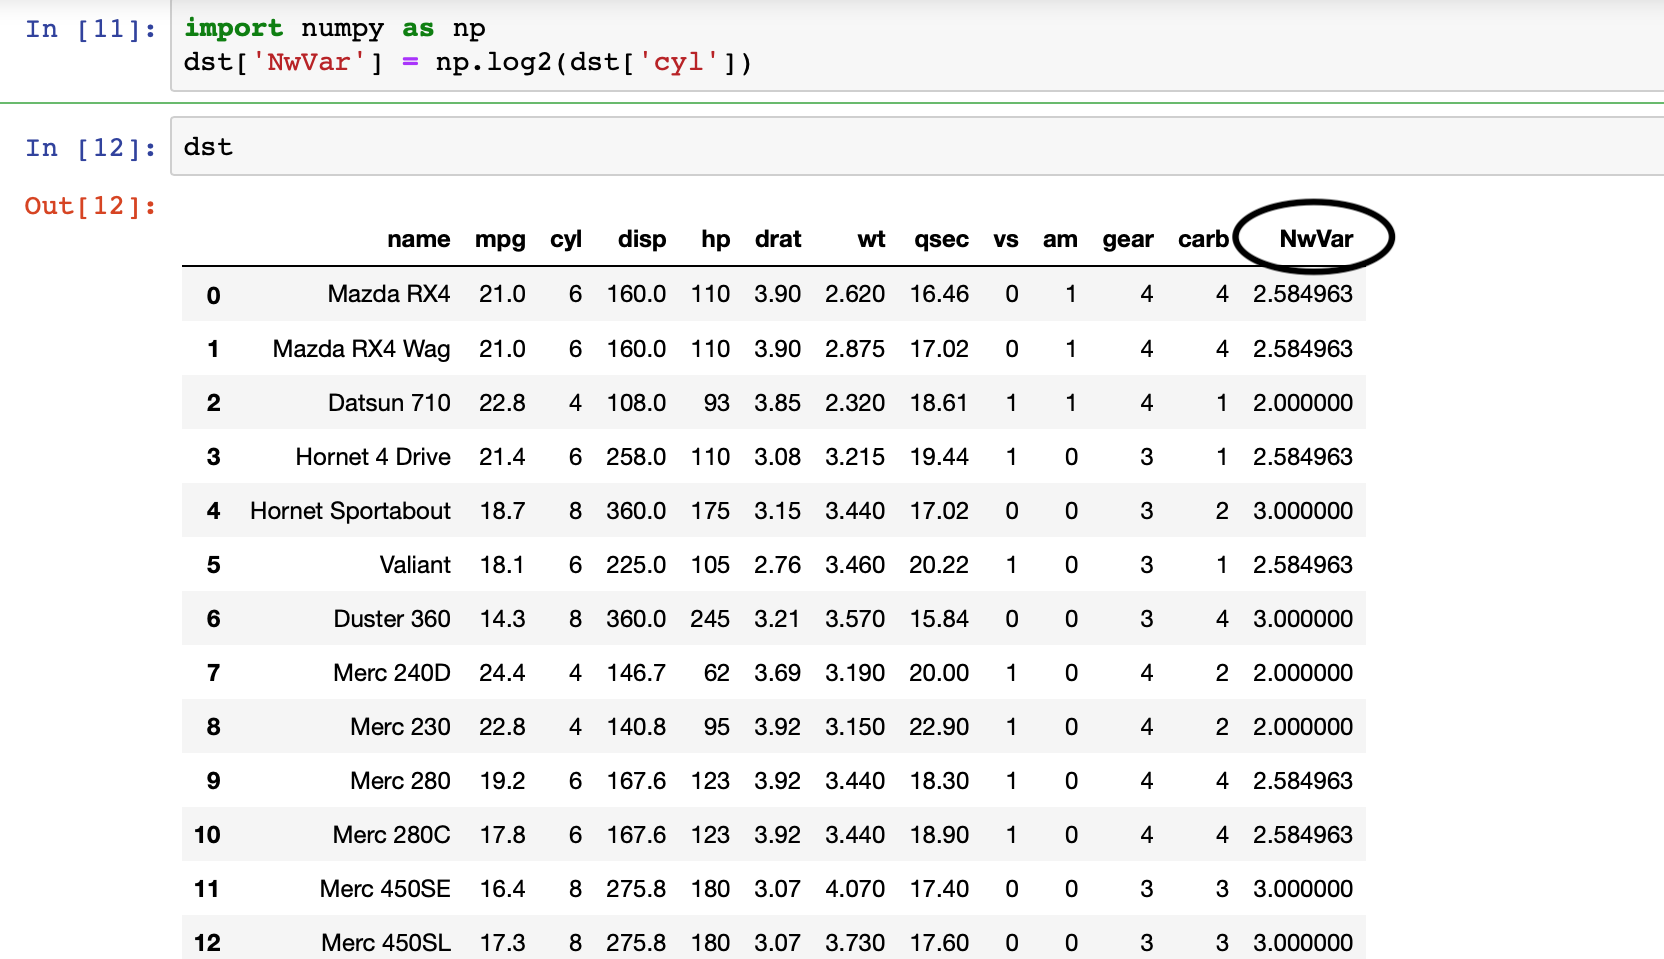 In [11]: import numpy as np
dst['NwVar'] = np.log2(dst['cyl'])
In [12]: dst
Out[12]:
name mpg cyl disp hp drat wt qsec vs am gear carb NwVar
0 Mazda RX4 21.0 6 160.0 110 3.90 2.620 16.46 0 1 4 4 2.584963
1 Mazda RX4 Wag 21.0 6 160.0 110 3.90 2.875 17.02 0 1 4 4 2.584963
2 Datsun 710 22.8 4 108.0 93 3.85 2.320 18.61 1 1 4 1 2.000000
3 Hornet 4 Drive 21.4 6 258.0 110 3.08 3.215 19.44 1 0 3 1 2.584963
4 Hornet Sportabout 18.7 8 360.0 175 3.15 3.440 17.02 0 0 3 2 3.000000
5 Valiant 18.1 6 225.0 105 2.76 3.460 20.22 1 0 3 1 2.584963
6 Duster 360 14.3 8 360.0 245 3.21 3.570 15.84 0 0 3 4 3.000000
7 Merc 240D 24.4 4 146.7 62 3.69 3.190 20.00 1 0 4 2 2.000000
8 Merc 230 22.8 4 140.8 95 3.92 3.150 22.90 1 0 4 2 2.000000
9 Merc 280 19.2 6 167.6 123 3.92 3.440 18.30 1 0 4 4 2.584963
10 Merc 280C 17.8 6 167.6 123 3.92 3.440 18.90 1 0 4 4 2.584963
11 Merc 450SE 16.4 8 275.8 180 3.07 4.070 17.40 0 0 3 3 3.000000
12 Merc 450SL 17.3 8 275.8 180 3.07 3.730 17.60 0 0 3 3 3.000000